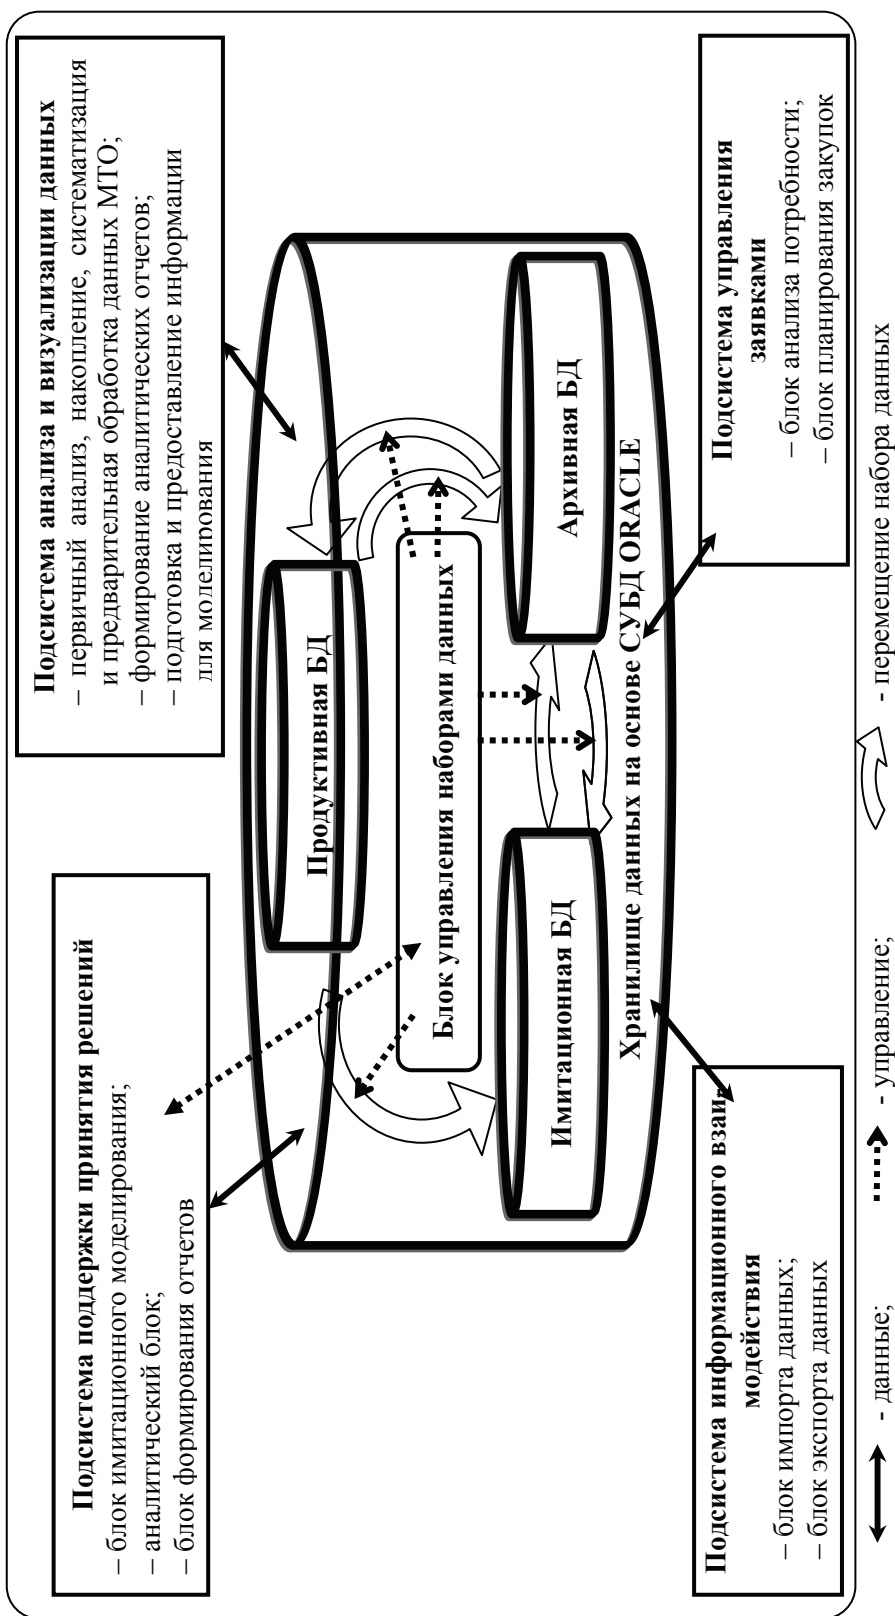 Подсистема поддержки принятия решений
– блок имитационного моделирования;
– аналитический блок;
– блок формирования отчетов
Подсистема анализа и визуализации данных
– первичный анализ, накопление, систематизация
и предварительная обработка данных МТО;
– формирование аналитических отчетов;
– подготовка и предоставление информации
для моделирования
Продуктивная БД
Блок управления наборами данных
Имитационная БД
Архивная БД
Хранилище данных на основе СУБД ORACLE
Подсистема информационного взаи-
модействия
– блок импорта данных;
– блок экспорта данных
Подсистема управления
заявками
– блок анализа потребности;
– блок планирования закупок
- данные;
- управление;
- перемещение набора данных